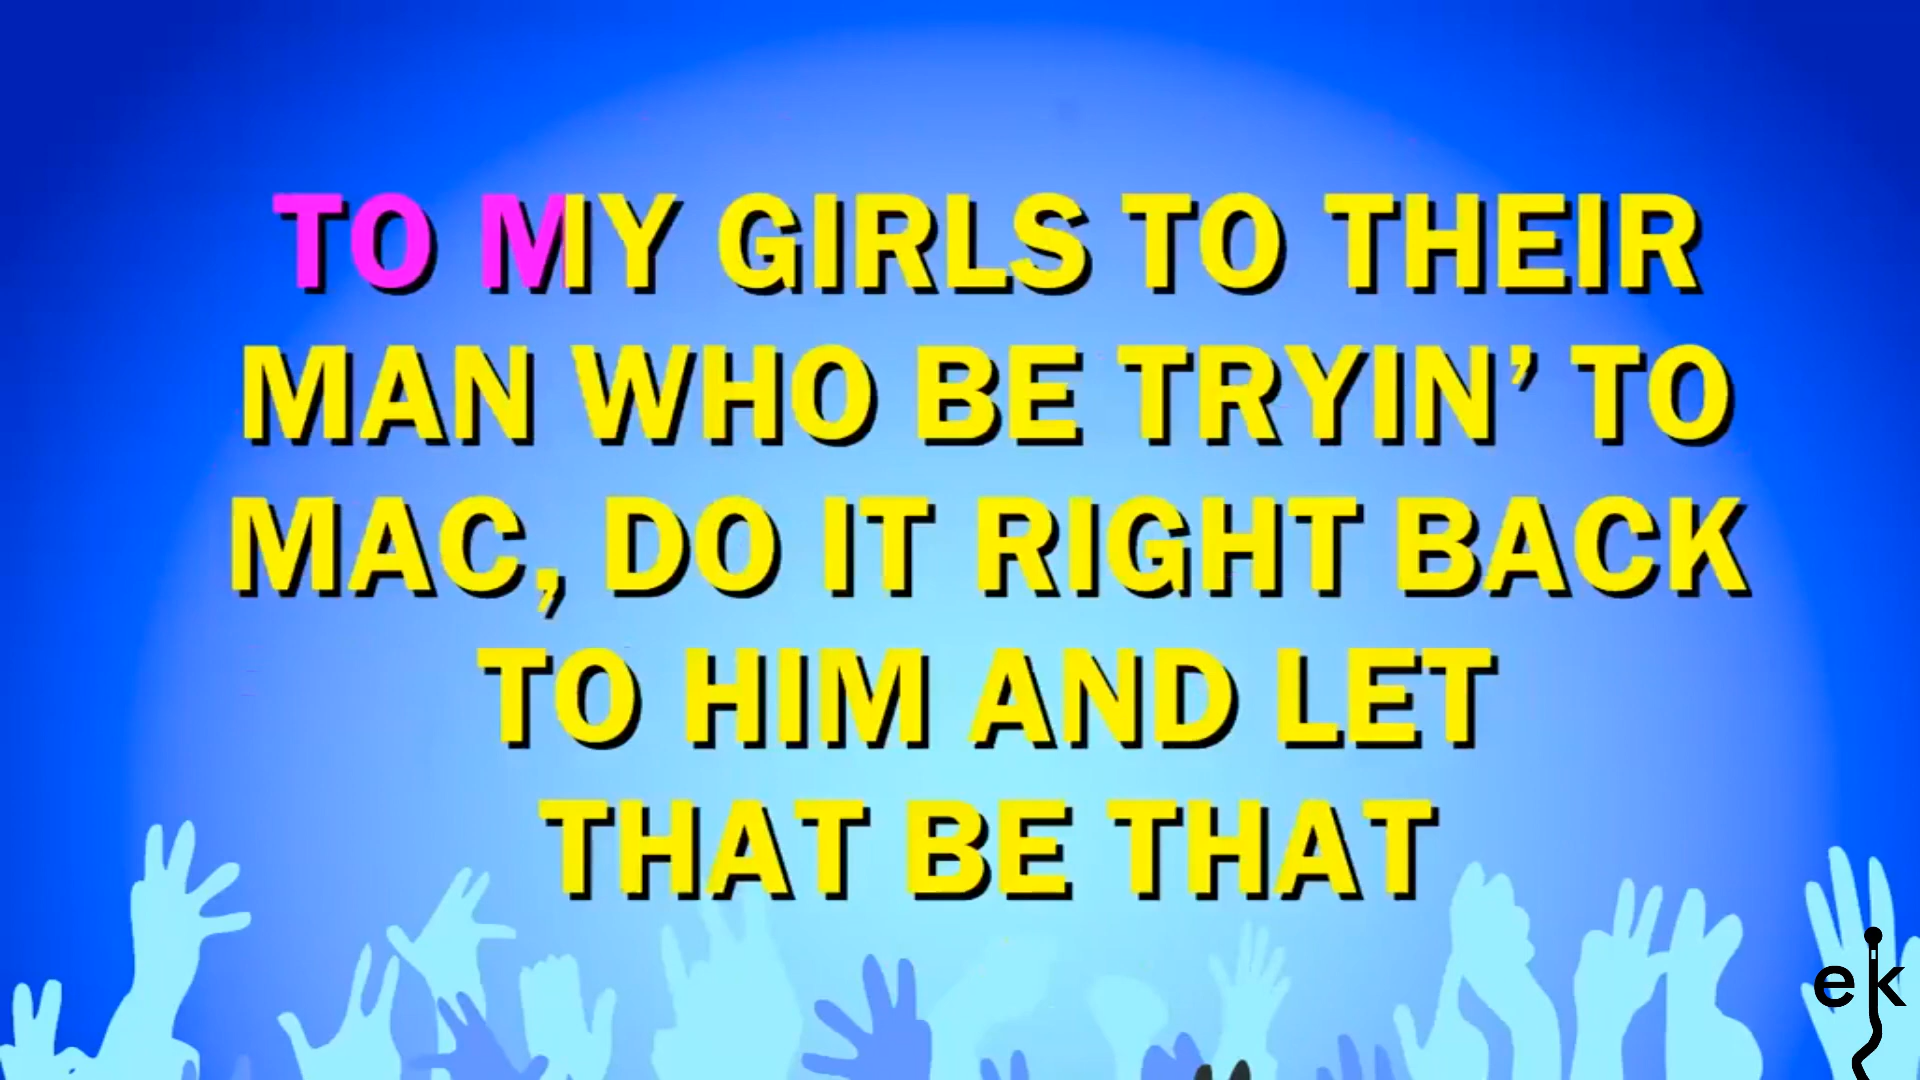 TO MY GIRLS TO THEIR
MAN WHO BE TRYIN’ TO
MAC, DO IT RIGHT BACK
TO HIM AND LET
THAT BE THAT
ek